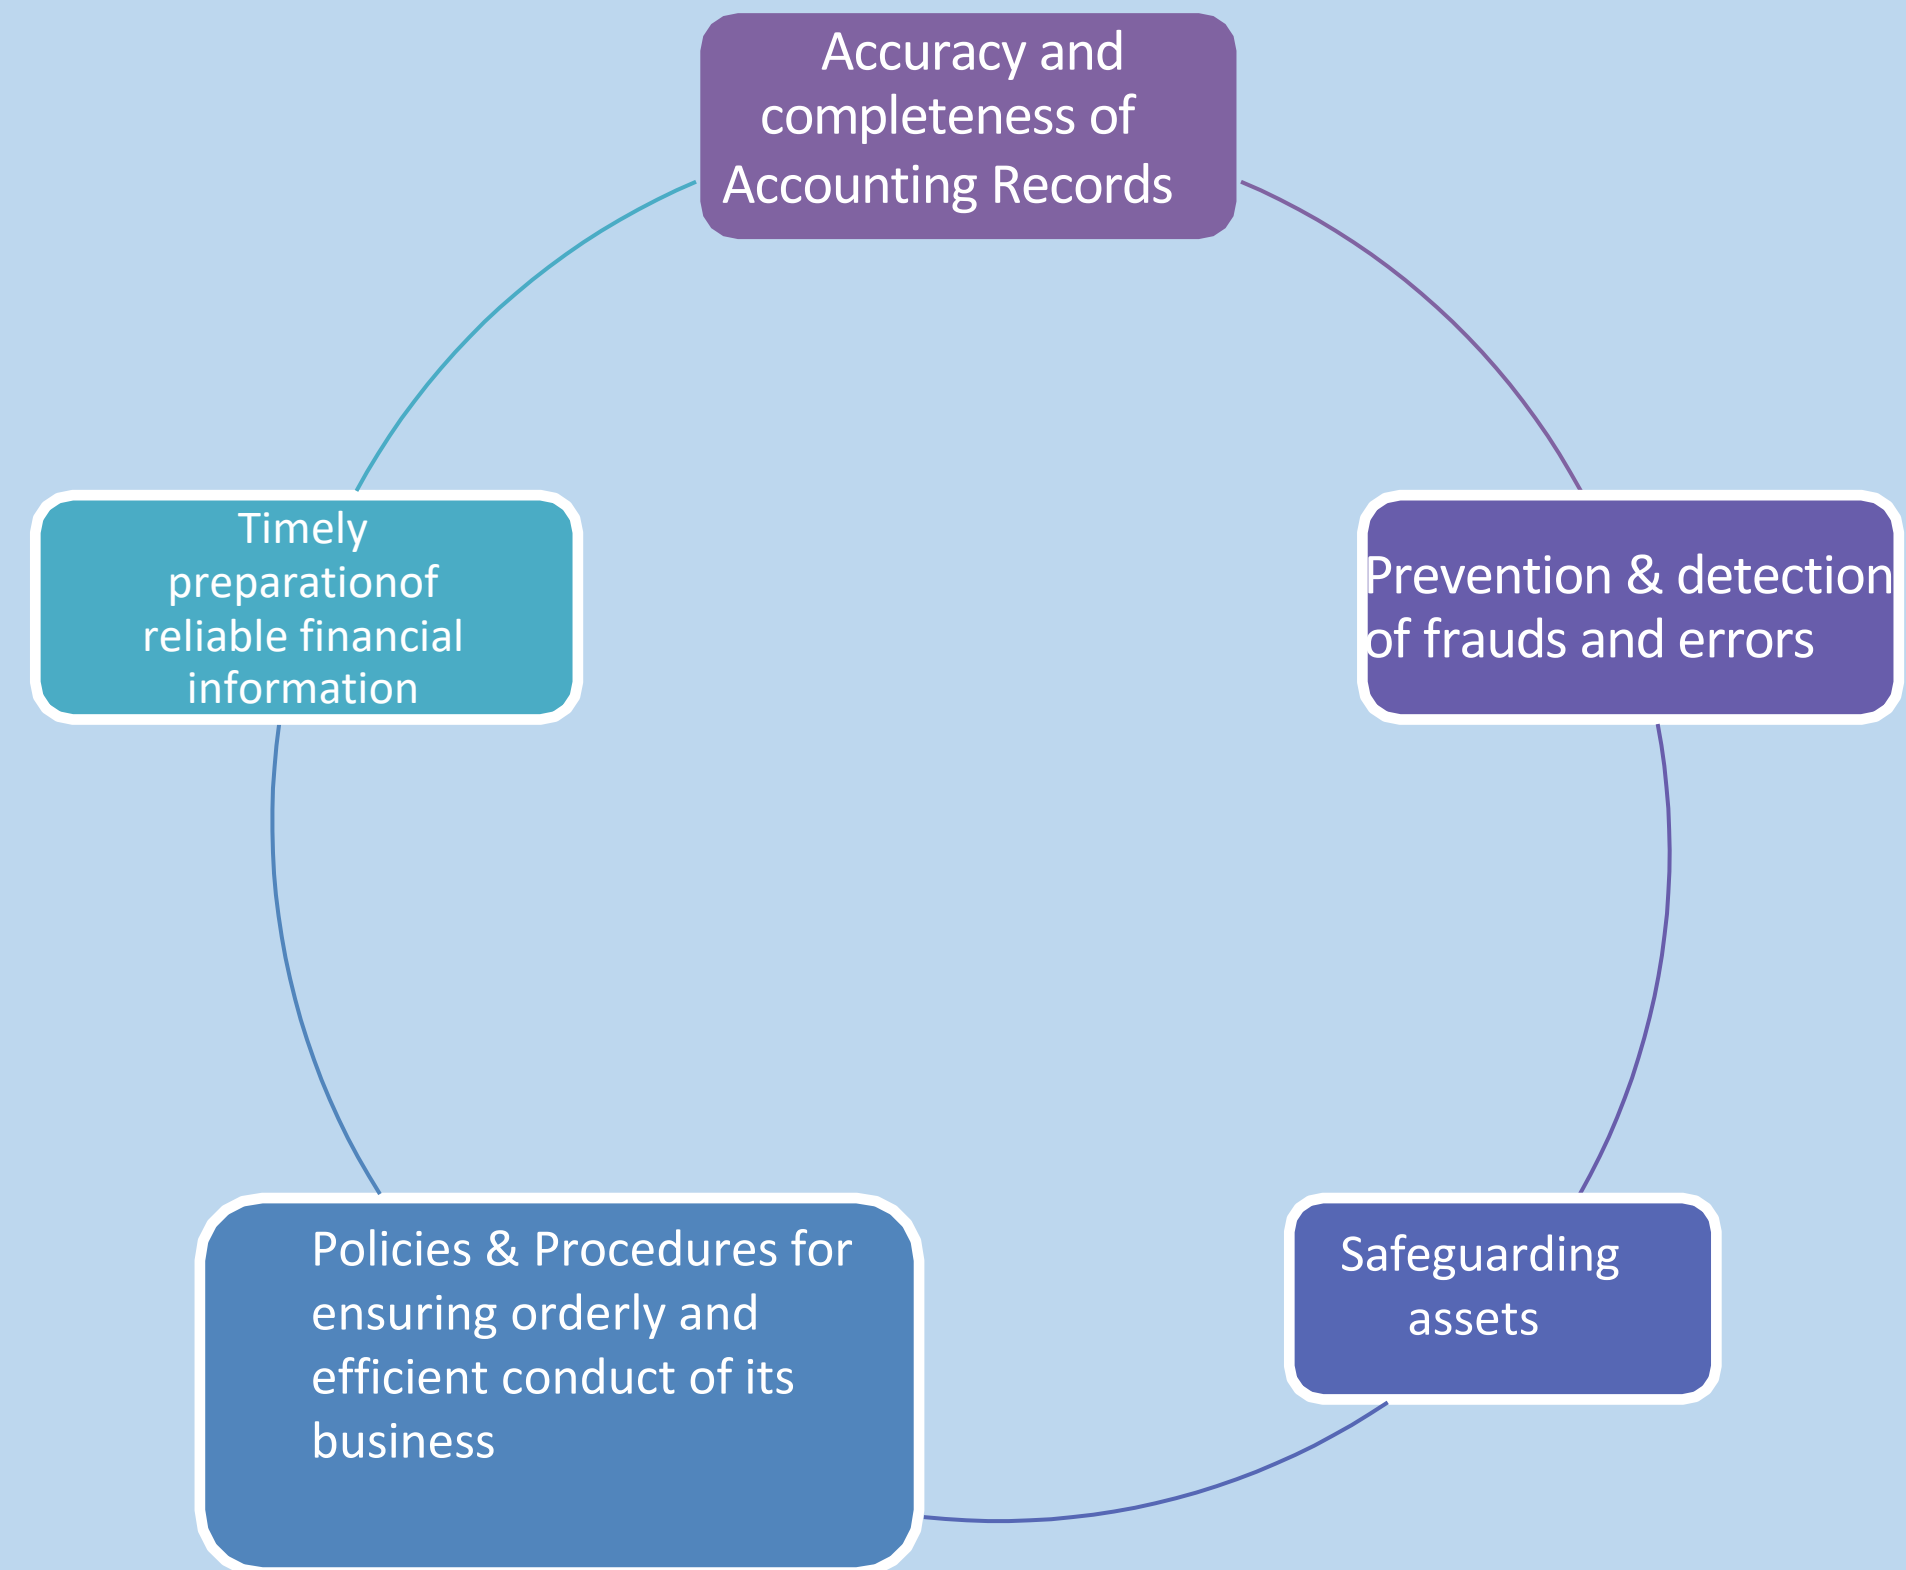 Accuracy and
completeness of
Accounting Records
Timely
preparationof
reliable financial
information
Prevention & detection
of frauds and errors
Policies & Procedures for
ensuring orderly and
efficient conduct of its
business
Safeguarding
assets